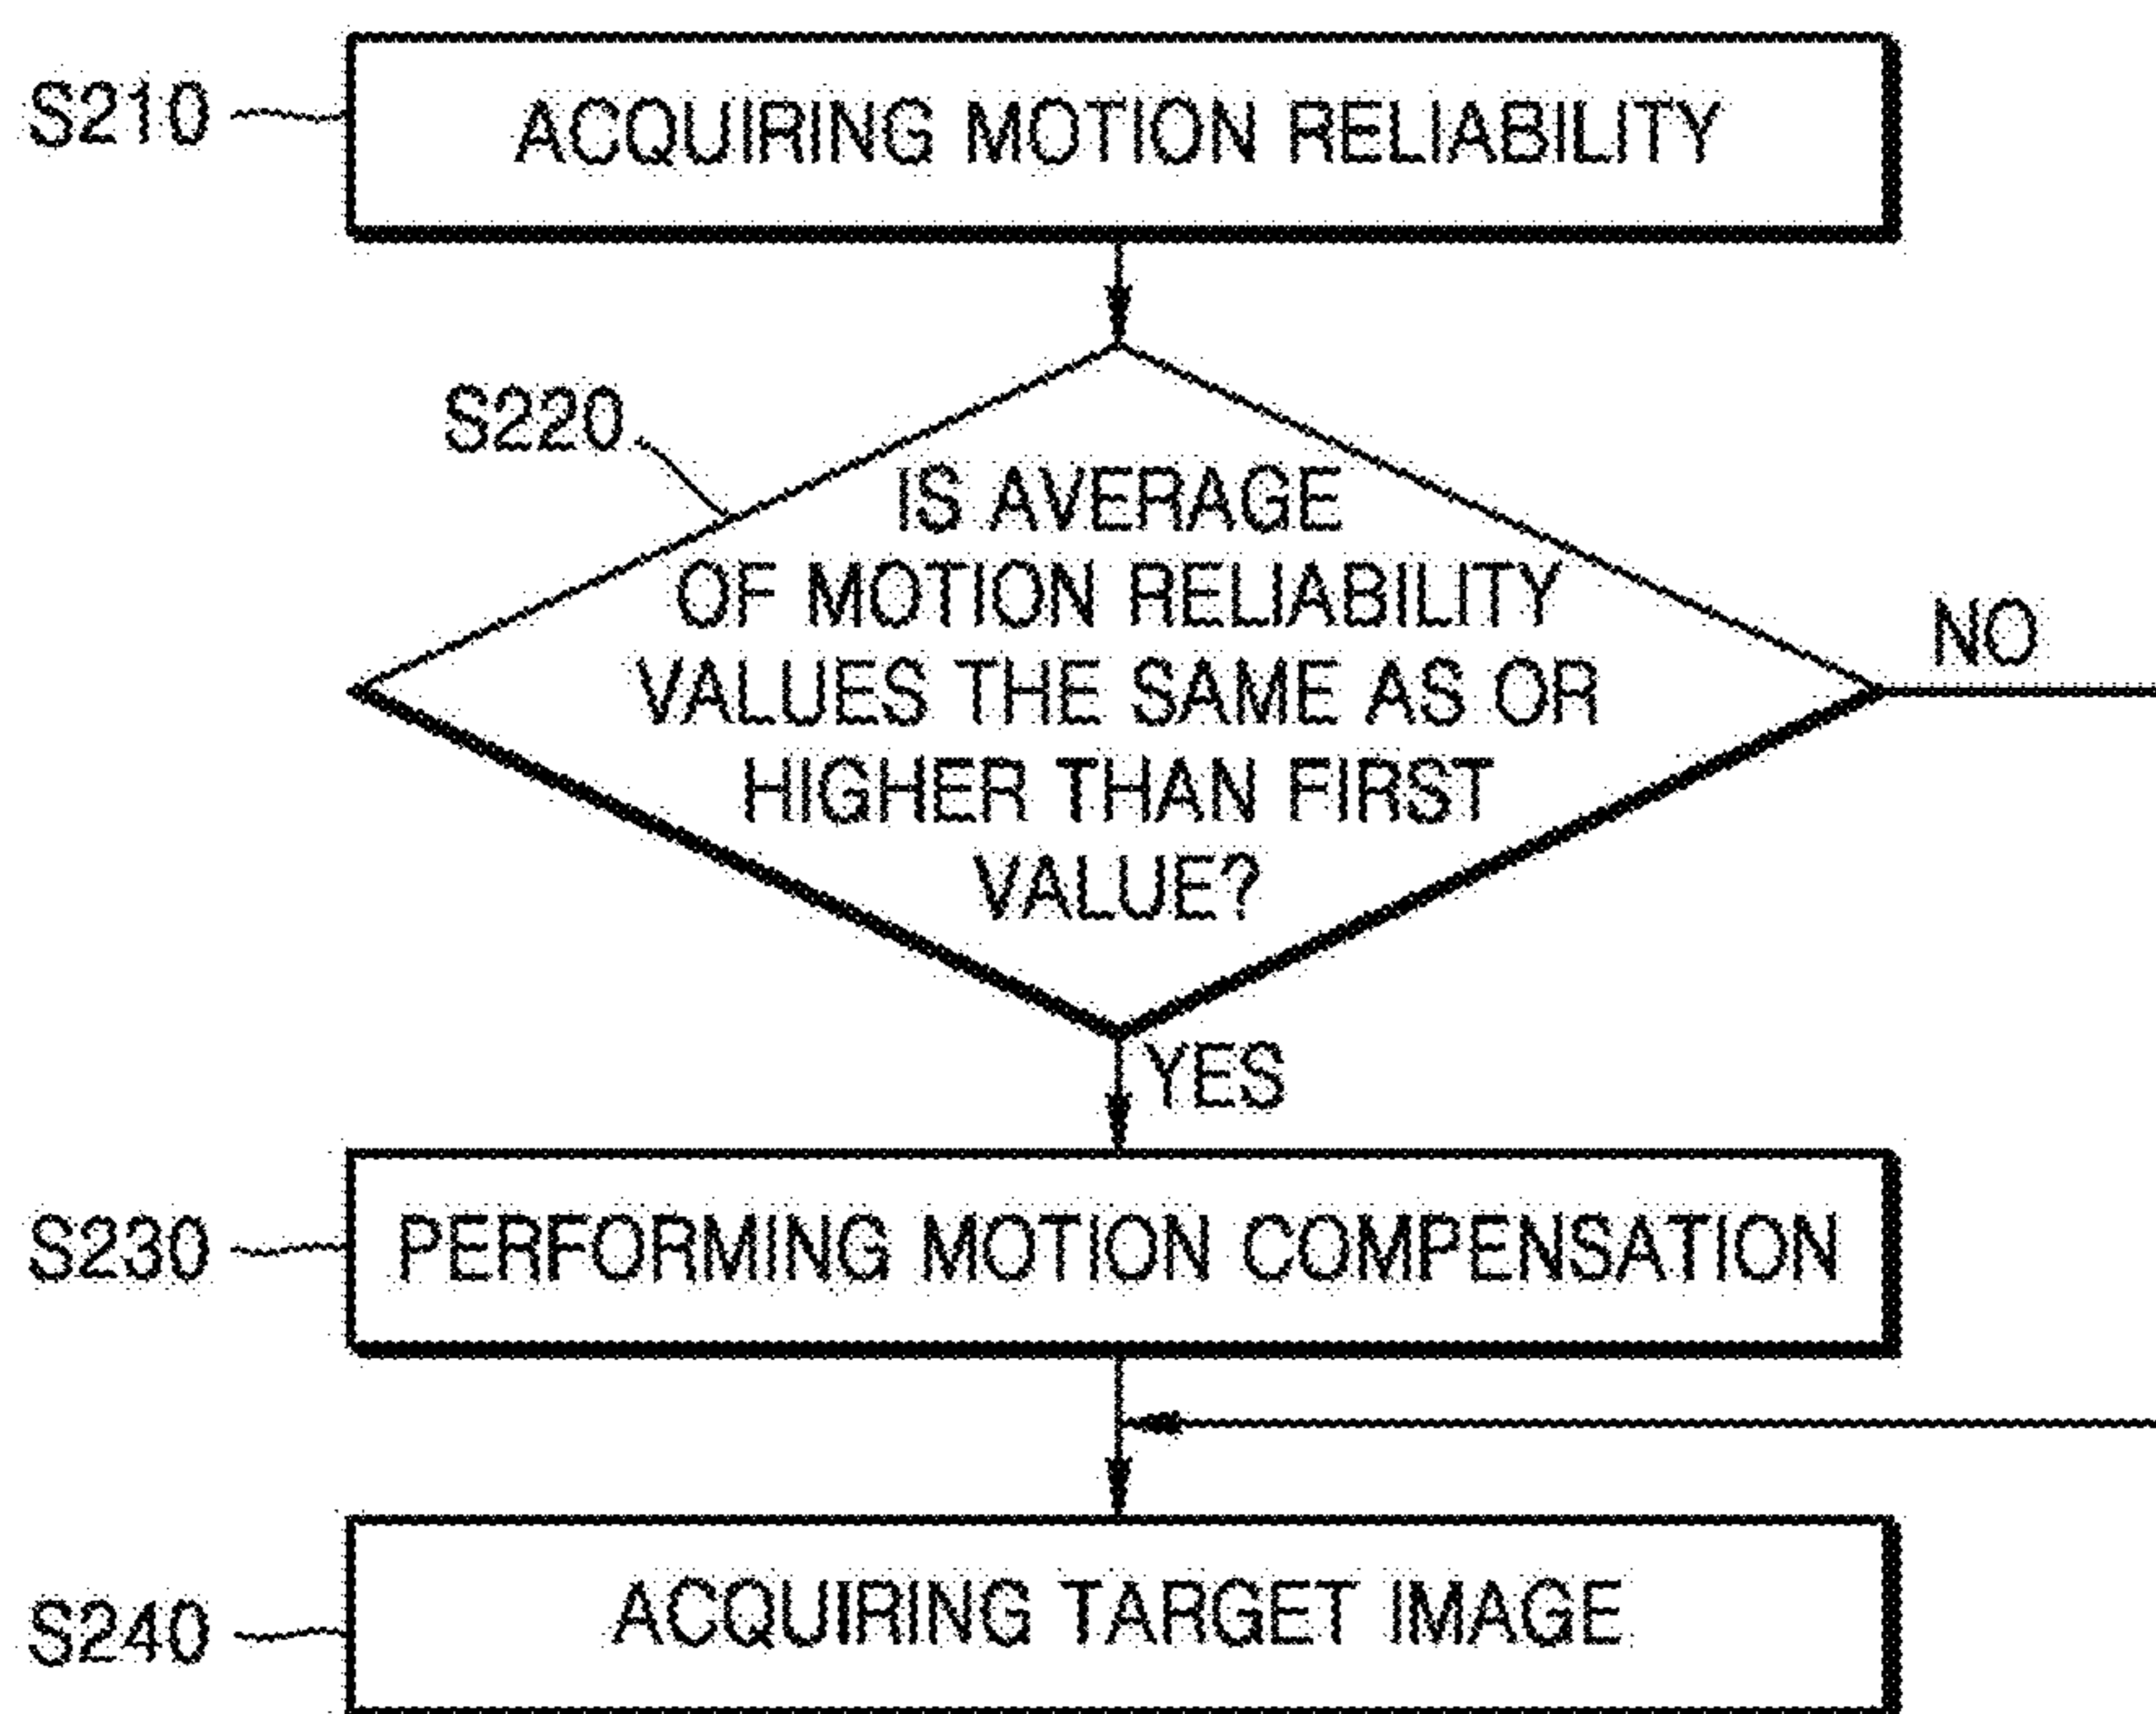 S210
ACQUIRING MOTION RELIABILITY
S220
IS AVERAGE
OF MOTION RELIABILITY
VALUES THE SAME AS OR
HIGHER THAN FIRST
VALUE?
NO
YES
S230
PERFORMING MOTION COMPENSATION
S240
ACQUIRING TARGET IMAGE